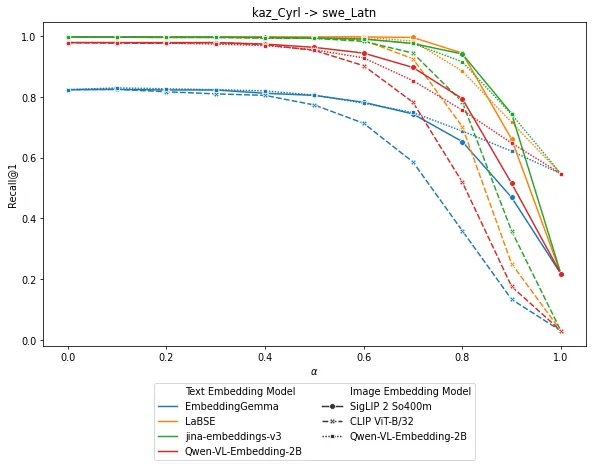 kaz_Cyrl -> swe_Latn
1.0
0.8
0.6
0.4
0.2
0.0
Recall@1
0.0 0.2 0.4 0.6 0.8 1.0
α
Text Embedding Model Image Embedding Model
EmbeddingGemma SigLIP 2 So400m
LaBSE CLIP ViT-B/32
jina-embeddings-v3 Qwen-VL-Embedding-2B
Qwen-VL-Embedding-2B